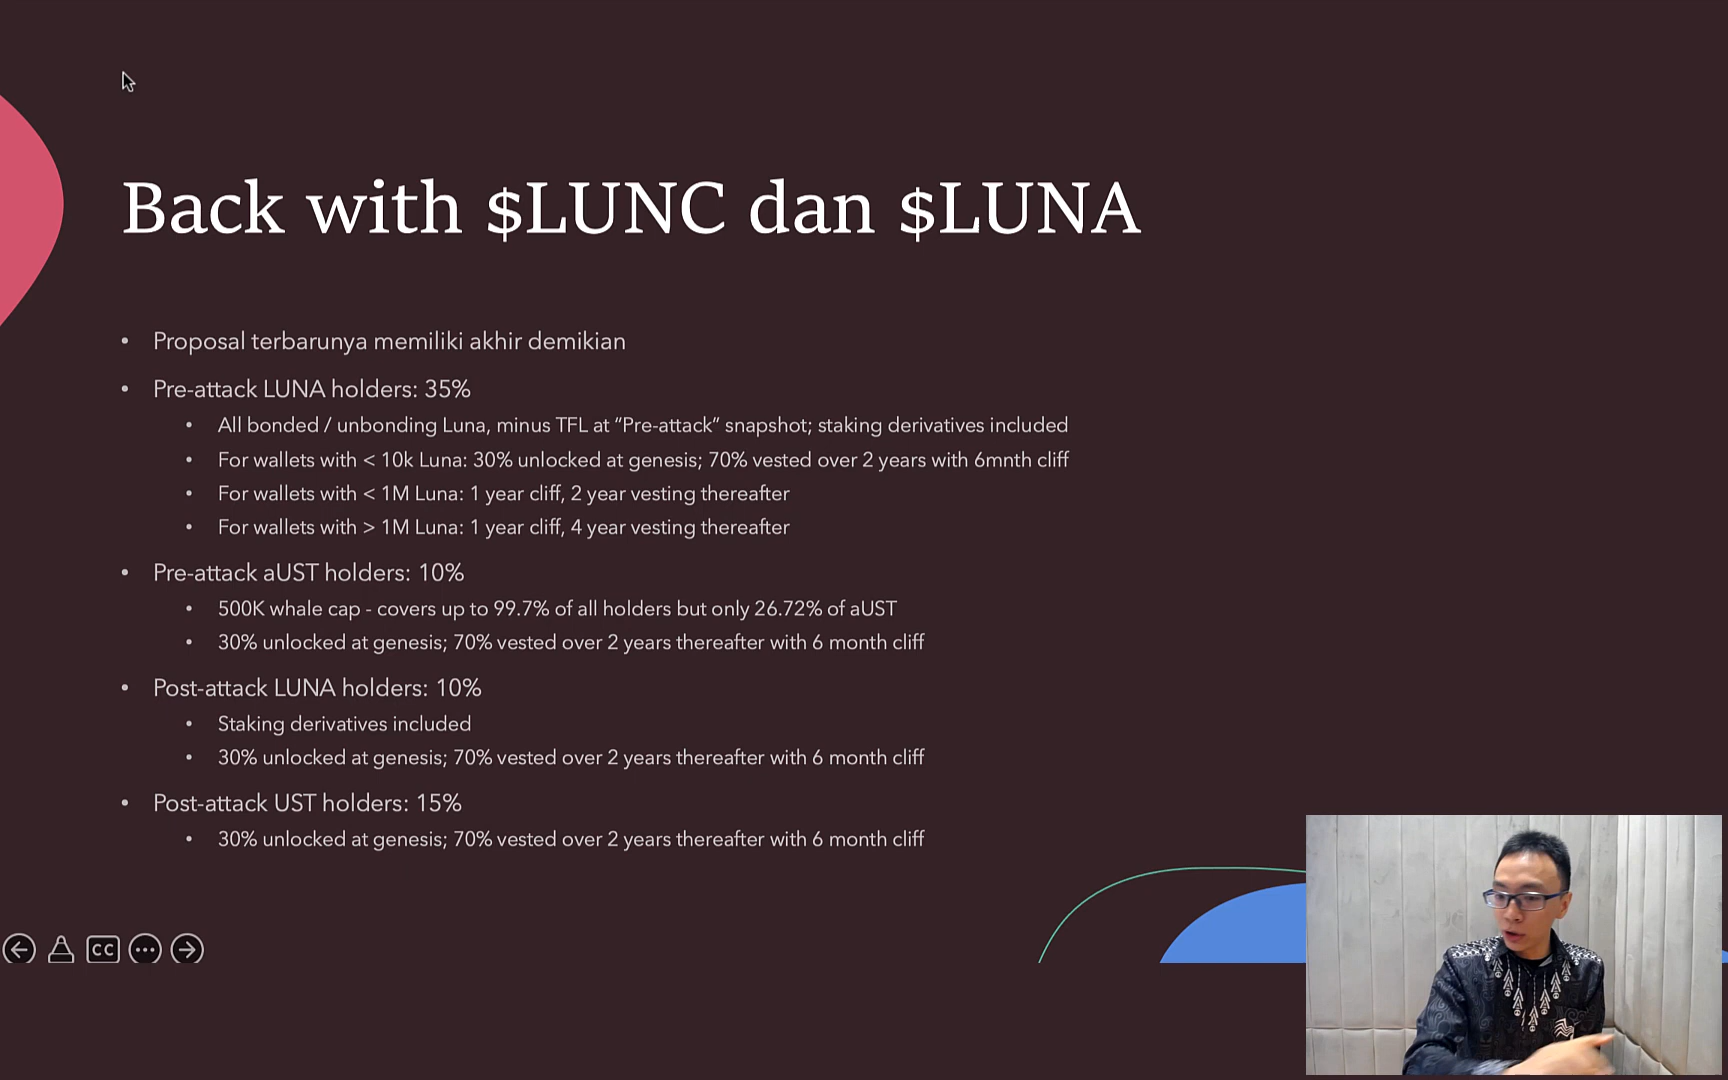 Back with $LUNC dan $LUNA
• Proposal terbarunya memiliki akhir demikian
• Pre-attack LUNA holders: 35%
• All bonded / unbonding Luna, minus TFL at “Pre-attack” snapshot; staking derivatives included
• For wallets with < 10k Luna: 30% unlocked at genesis; 70% vested over 2 years with 6mnth cliff
• For wallets with < 1M Luna: 1 year cliff, 2 year vesting thereafter
• For wallets with > 1M Luna: 1 year cliff, 4 year vesting thereafter
• Pre-attack aUST holders: 10%
• 500K whale cap - covers up to 99.7% of all holders but only 26.72% of aUST
• 30% unlocked at genesis; 70% vested over 2 years thereafter with 6 month cliff
• Post-attack LUNA holders: 10%
• Staking derivatives included
• 30% unlocked at genesis; 70% vested over 2 years thereafter with 6 month cliff
• Post-attack UST holders: 15%
• 30% unlocked at genesis; 70% vested over 2 years thereafter with 6 month cliff
CC